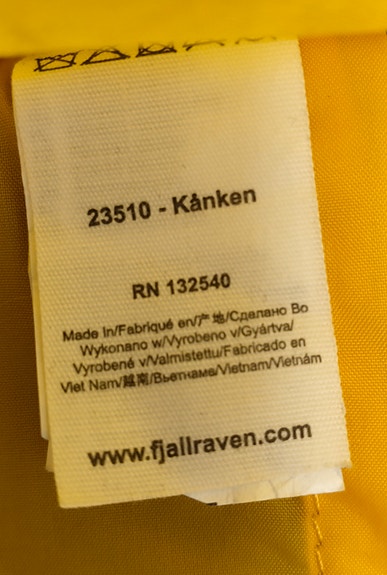 23510 - Kånken
RN 132540
Made In/Fabriqué en/产地/Сделано Во
Wykonano w/Vyrobeno v/Gyártva/
Vyrobené v/Valmistettu/Fabricado en
Viet Nam/越南/Вьетнаме/Vietnam/Vietnám
www.fjallraven.com